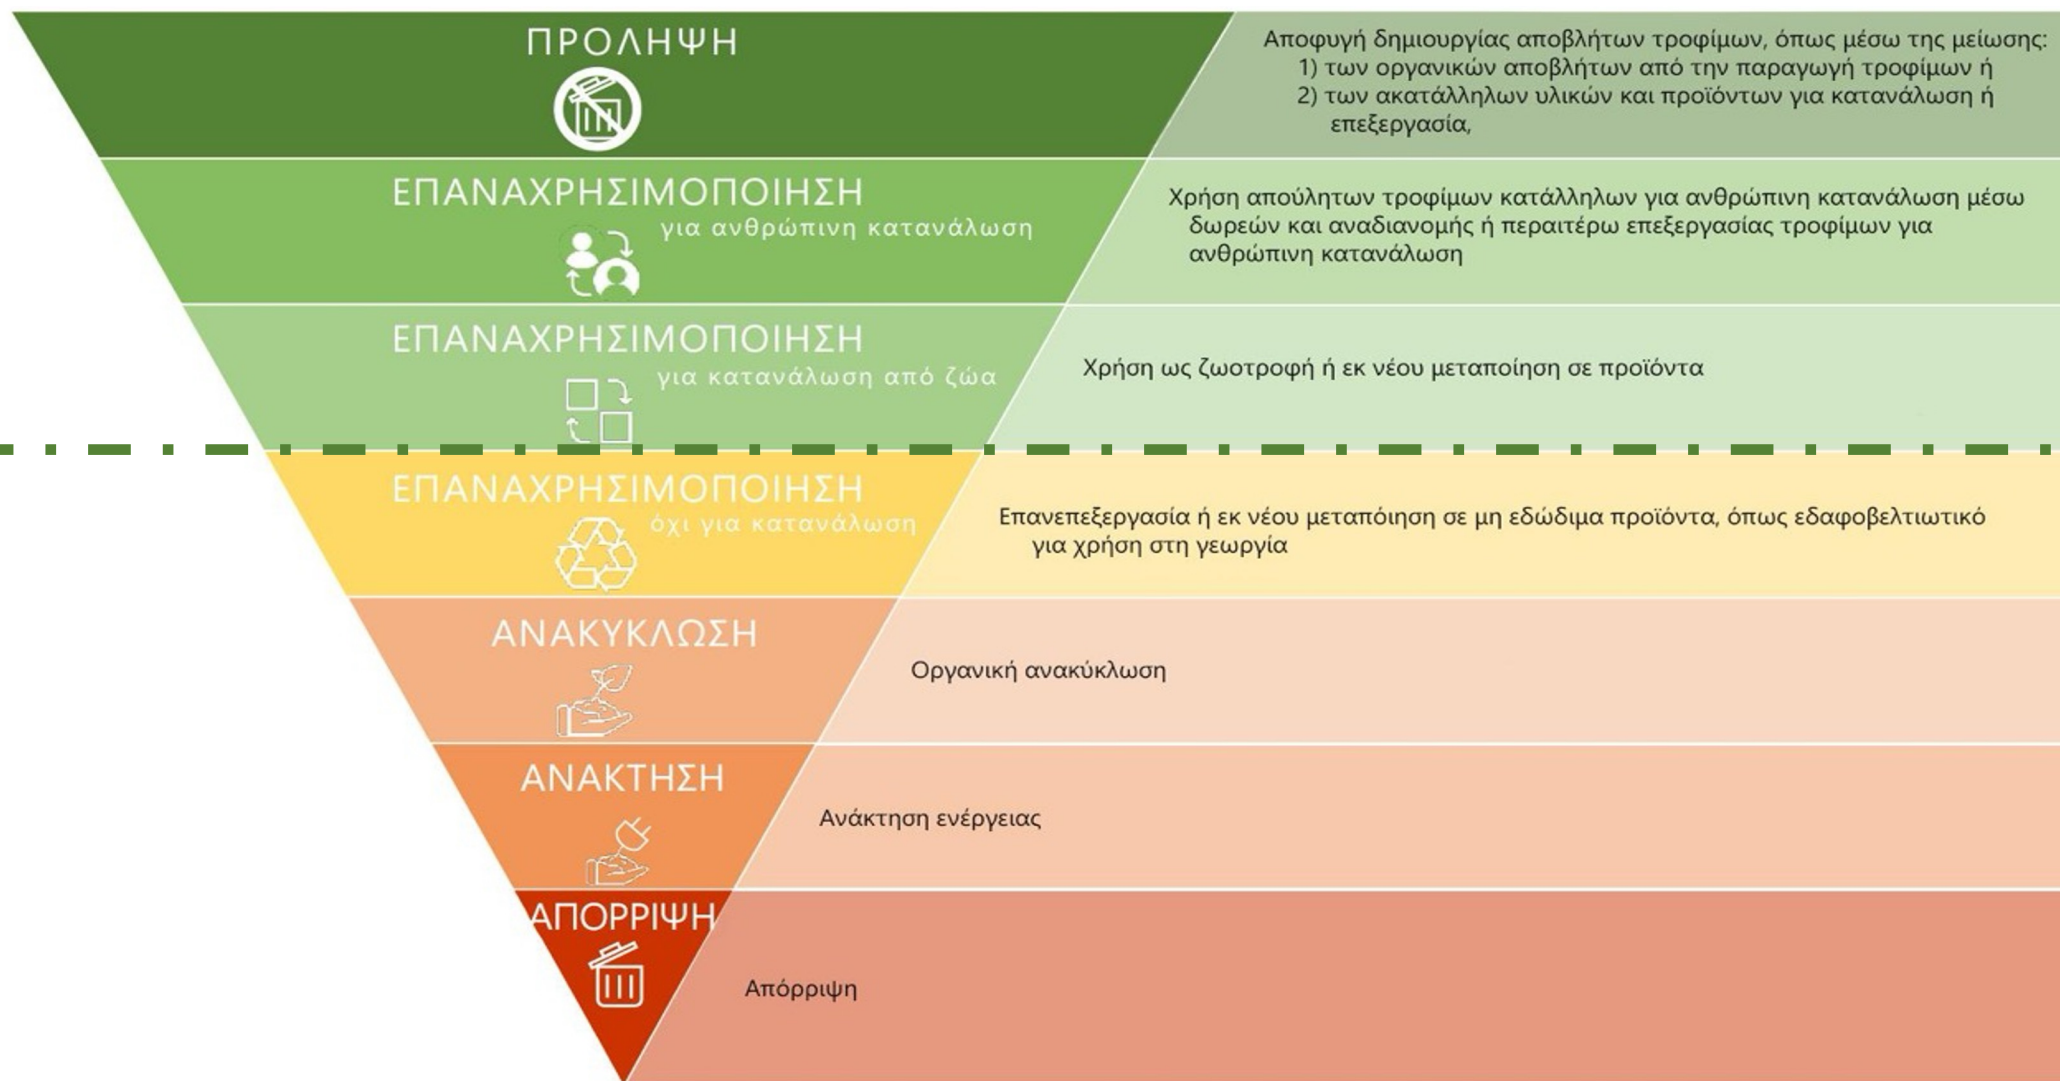 ΠΡΟΛΗΨΗ
Αποφυγή δημιουργίας αποβλήτων τροφίμων, όπως μέσω της μείωσης:
1) των οργανικών αποβλήτων από την παραγωγή τροφίμων ή
2) των ακατάλληλων υλικών και προϊόντων για κατανάλωση ή
επεξεργασία,
ΕΠΑΝΑΧΡΗΣΙΜΟΠΟΙΗΣΗ
για ανθρώπινη κατανάλωση
Χρήση απούλητων τροφίμων κατάλληλων για ανθρώπινη κατανάλωση μέσω
δωρεών και αναδιανομής ή περαιτέρω επεξεργασίας τροφίμων για
ανθρώπινη κατανάλωση
ΕΠΑΝΑΧΡΗΣΙΜΟΠΟΙΗΣΗ
για κατανάλωση από ζώα
Χρήση ως ζωοτροφή ή εκ νέου μεταποίηση σε προϊόντα
ΕΠΑΝΑΧΡΗΣΙΜΟΠΟΙΗΣΗ
όχι για κατανάλωση
Επανεπεξεργασία ή εκ νέου μεταπόιηση σε μη εδώδιμα προϊόντα, όπως εδαφοβελτιωτικό
για χρήση στη γεωργία
ΑΝΑΚΥΚΛΩΣΗ
Οργανική ανακύκλωση
ΑΝΑΚΤΗΣΗ
Ανάκτηση ενέργειας
ΑΠΟΡΡΙΨΗ
Απόρριψη